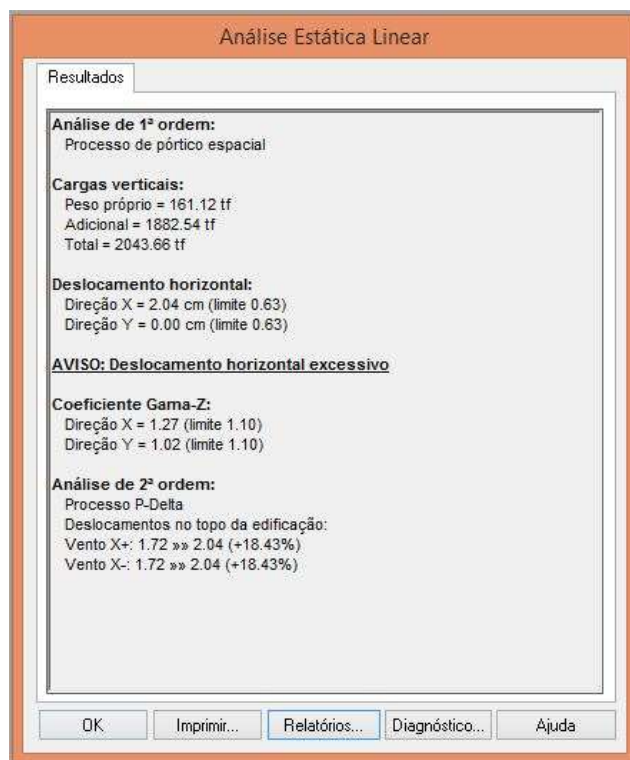 Análise Estática Linear
Resultados
Análise de 1ª ordem:
Processo de pórtico espacial
Cargas verticais:
Peso próprio = 161.12 tf
Adicional = 1882.54 tf
Total = 2043.66 tf
Deslocamento horizontal:
Direção X = 2.04 cm (limite 0.63)
Direção Y = 0.00 cm (limite 0.63)
AVISO: Deslocamento horizontal excessivo
Coeficiente Gama-Z:
Direção X = 1.27 (limite 1.10)
Direção Y = 1.02 (limite 1.10)
Análise de 2ª ordem:
Processo P-Delta
Deslocamentos no topo da edificação:
Vento X+: 1.72 »» 2.04 (+18.43%)
Vento X-: 1.72 »» 2.04 (+18.43%)
OK Imprimir... Relatórios... Diagnóstico... Ajuda